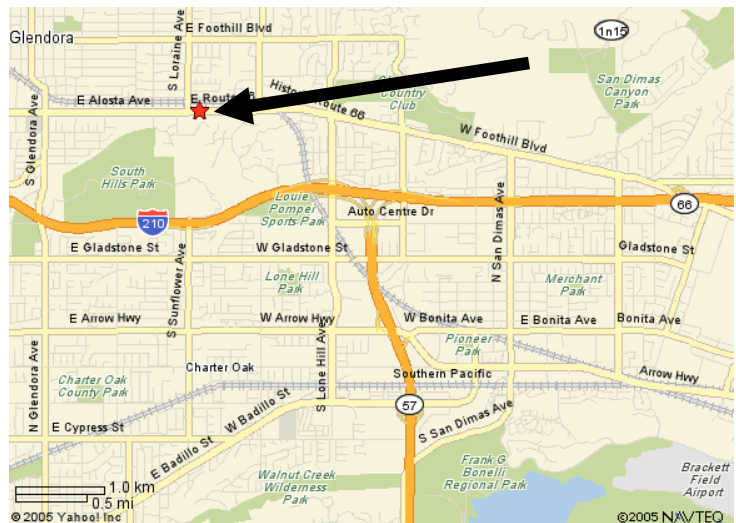 Glendora
E Foothill Blvd
S Loraine Ave
1n15
San Dimas
Canyon
Park
Country
Club
E Alosta Ave
E Route
Historic Route 66
W Foothill Blvd
S Glendora Ave
South
Hills Park
Louie
Pomper
Sports Park
Auto Centre Dr
N San Dimas Ave
66
210
E Gladstone St
W Gladstone St
Gladstone St
S Sunflower Ave
Lone Hill
Park
Merchant
Park
E Arrow Hwy
W Arrow Hwy
W Bonita Ave
E Bonita Ave
Bonita Ave
Pioneer
Park
N Glendora Ave
S Lone Hill Ave
Charter Oak
Southern Pacific
Arrow Hwy
Charter Oak
County Park
57
W Badillo St
E Cypress St
S San Dimas Ave
E Badillo St
Walnut Creek
Wilderness
Park
Frank G
Bonelli
Regional Park
Brackett
Field
Airport
1.0 km
0.5 mi
©2005 Yahoo! Inc
©2005 NAVTEQ